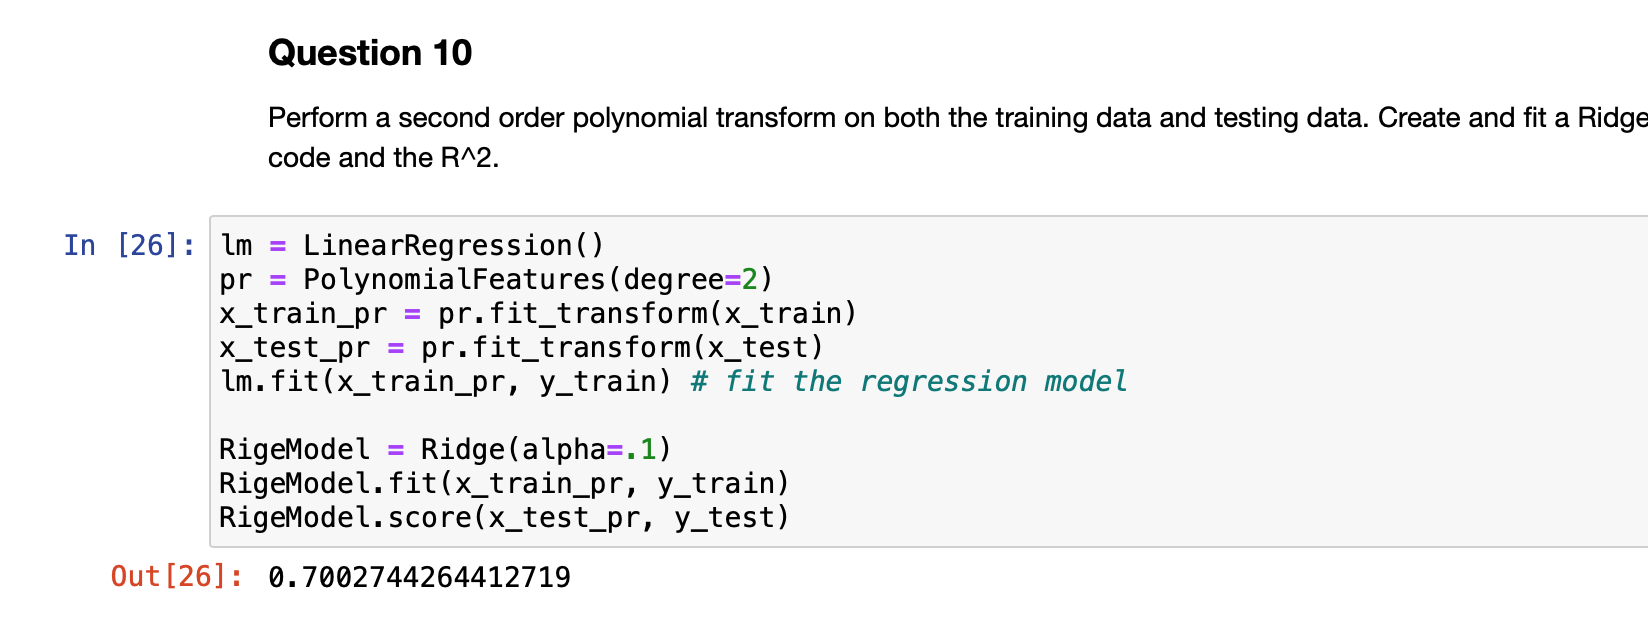 Question 10
Perform a second order polynomial transform on both the training data and testing data. Create and fit a Ridge
code and the R^2.
In [26]:
lm = LinearRegression()
pr = PolynomialFeatures(degree=2)
x_train_pr = pr.fit_transform(x_train)
x_test_pr = pr.fit_transform(x_test)
lm.fit(x_train_pr, y_train) # fit the regression model
RigeModel = Ridge(alpha=.1)
RigeModel.fit(x_train_pr, y_train)
RigeModel.score(x_test_pr, y_test)
Out[26]: 0.7002744264412719